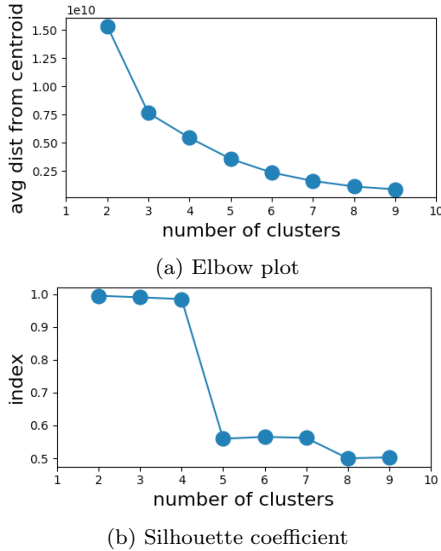 1e10
1.50
1.25
1.00
0.75
0.50
0.25
avg dist from centroid
1 2 3 4 5 6 7 8 9 10
number of clusters
(a) Elbow plot
1.0
0.9
0.8
0.7
0.6
0.5
index
1 2 3 4 5 6 7 8 9 10
number of clusters
(b) Silhouette coefficient